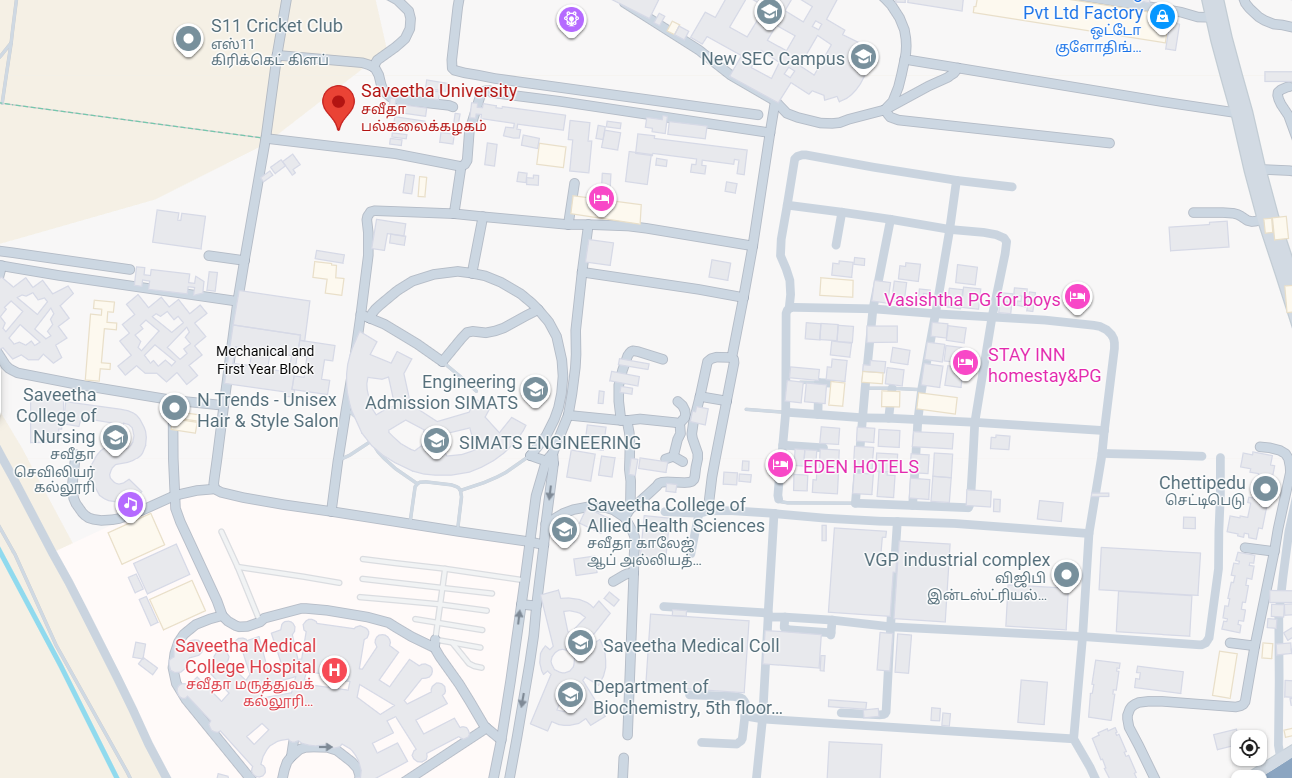 S11 Cricket Club
எஸ்11
கிரிக்கெட் கிளப்
Pvt Ltd Factory
ஒட்டோ
குளோதிங்...
New SEC Campus
Saveetha University
சவீதா
பல்கலைக்கழகம்
Vasishtha PG for boys
STAY INN
homestay&PG
Mechanical and
First Year Block
Engineering
Admission SIMATS
N Trends - Unisex
Hair & Style Salon
Saveetha
College of
Nursing
சவீதா
செவிலியர்
கல்லூரி
SIMATS ENGINEERING
EDEN HOTELS
Chettipedu
செட்டிபெடு
Saveetha College of
Allied Health Sciences
சவீதா காலேஜ்
ஆப் அல்லியத்...
VGP industrial complex
விஜிபி
இன்டஸ்ட்ரியல்...
Saveetha Medical
College Hospital
சவீதா மருத்துவக்
கல்லூரி...
H
Saveetha Medical Coll
Department of
Biochemistry, 5th floor...